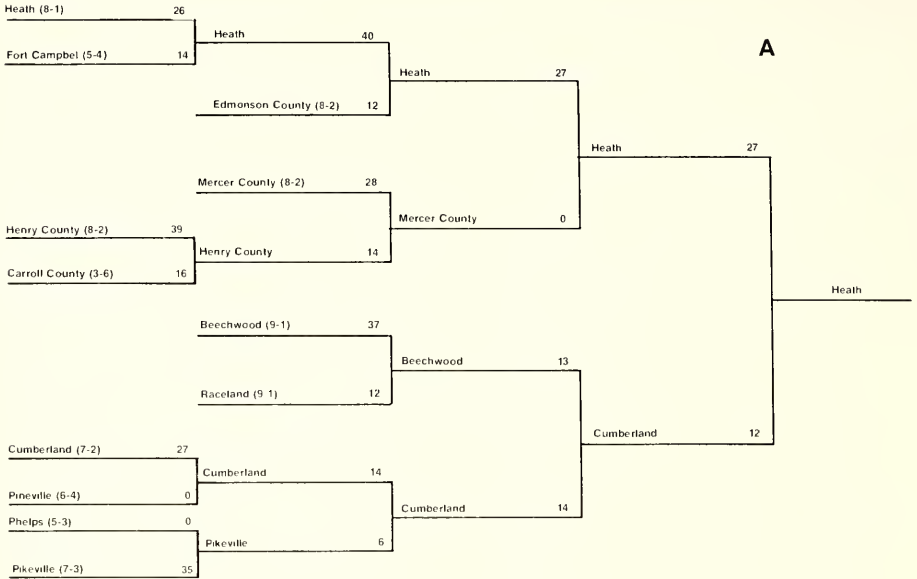 Heath (8-1) 26
Fort Campbel (5-4) 14
Heath 40
Edmonson County (8-2) 12
Heath 27
A
Mercer County (8-2) 28
Henry County (8-2) 39
Carroll County (3-6) 16
Henry County 14
Mercer County 0
Heath 27
Heath
Beechwood (9-1) 37
Raceland (9 1) 12
Beechwood 13
Cumberland (7-2) 27
Pineville (6-4) 0
Cumberland 14
Phelps (5-3) 0
Pikeville (7-3) 35
Pikeville 6
Cumberland 14
Cumberland 12